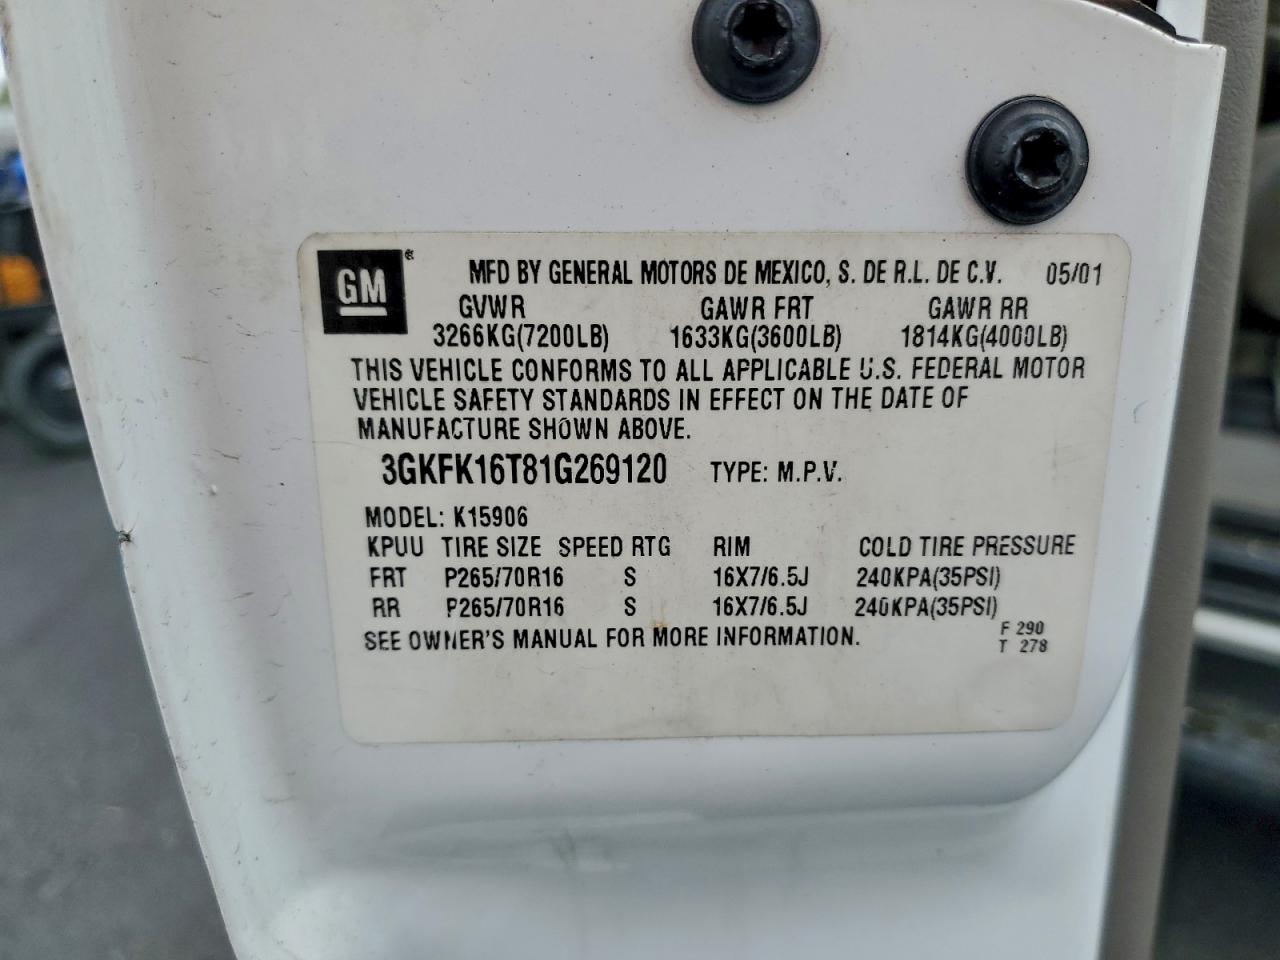 GM ®
MFD BY GENERAL MOTORS DE MEXICO, S. DE R.L. DE C.V. 05/01
GVWR GAWR FRT GAWR RR
3266KG(7200LB) 1633KG(3600LB) 1814KG(4000LB)
THIS VEHICLE CONFORMS TO ALL APPLICABLE U.S. FEDERAL MOTOR
VEHICLE SAFETY STANDARDS IN EFFECT ON THE DATE OF
MANUFACTURE SHOWN ABOVE.
3GKFK16T81G269120 TYPE: M.P.V.
MODEL: K15906
KPUU TIRE SIZE SPEED RTG RIM COLD TIRE PRESSURE
FRT P265/70R16 S 16X7/6.5J 240KPA(35PSI)
RR P265/70R16 S 16X7/6.5J 240KPA(35PSI)
SEE OWNER'S MANUAL FOR MORE INFORMATION. F 290
T 278